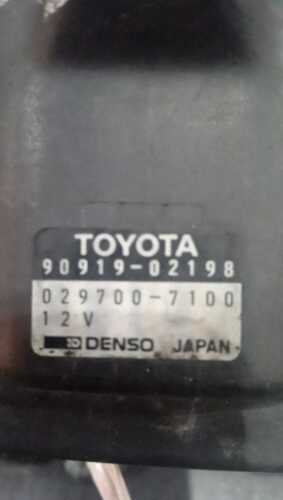 TOYOTA
90919-02198
029700-7100
12V
DENSO JAPAN